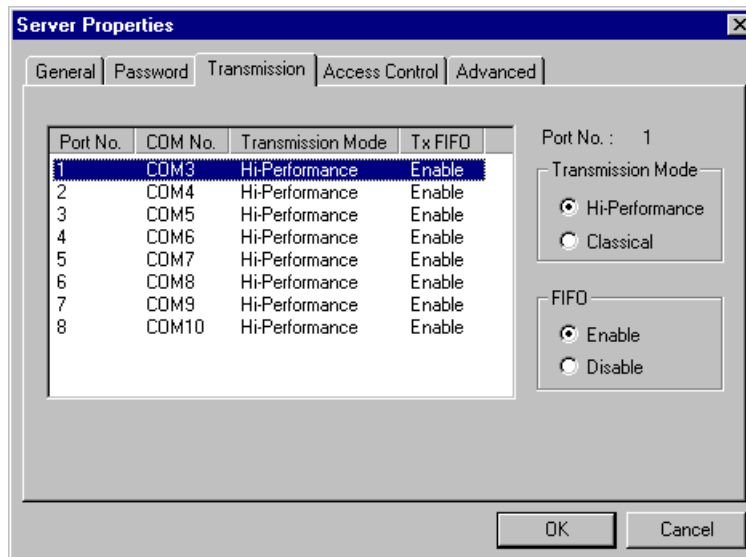 Server Properties
General Password Transmission Access Control Advanced
Port No. COM No. Transmission Mode Tx FIFO
1 COM3 Hi-Performance Enable
2 COM4 Hi-Performance Enable
3 COM5 Hi-Performance Enable
4 COM6 Hi-Performance Enable
5 COM7 Hi-Performance Enable
6 COM8 Hi-Performance Enable
7 COM9 Hi-Performance Enable
8 COM10 Hi-Performance Enable
Port No. : 1
Transmission Mode
Hi-Performance
Classical
FIFO
Enable
Disable
OK Cancel